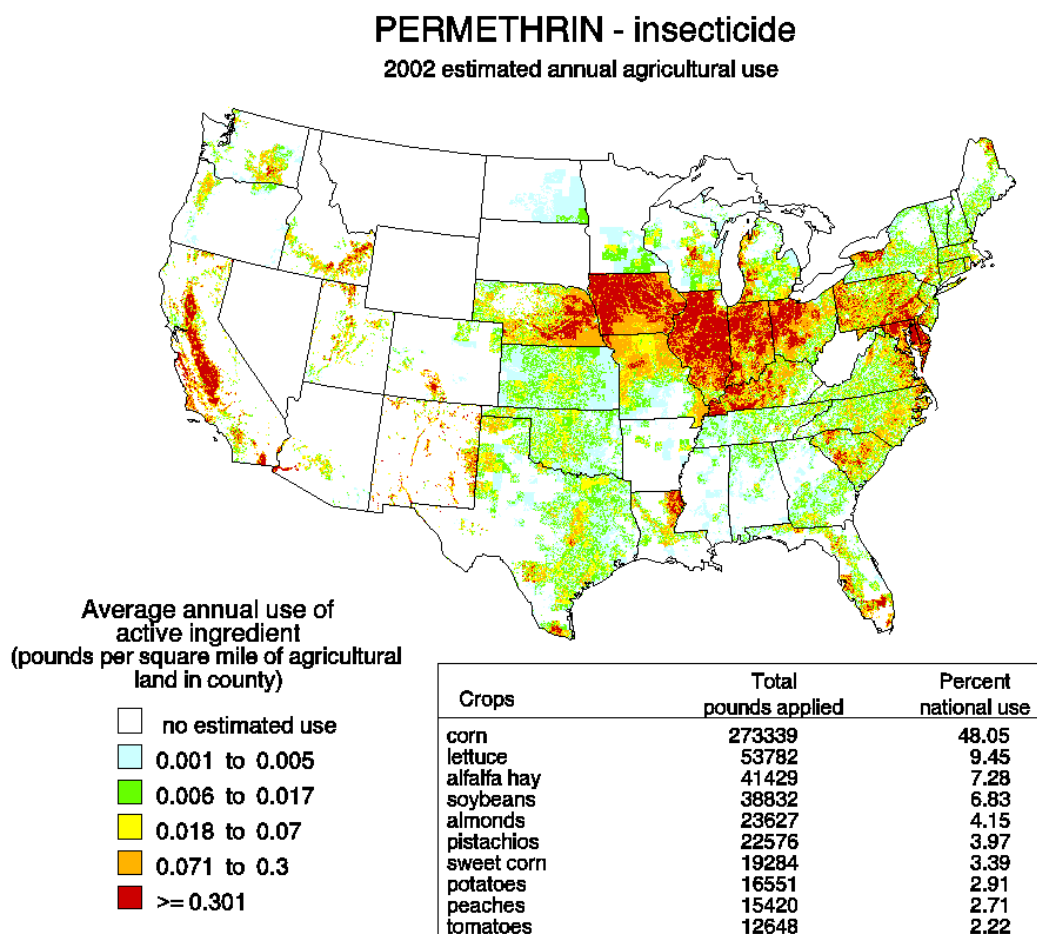 PERMETHRIN - insecticide
2002 estimated annual agricultural use
Average annual use of
active ingredient
(pounds per square mile of agricultural
land in county)
no estimated use
0.001 to 0.005
0.006 to 0.017
0.018 to 0.07
0.071 to 0.3
>= 0.301
Crops Total pounds applied Percent national use
corn 273339 48.05
lettuce 53782 9.45
alfalfa hay 41429 7.28
soybeans 38832 6.83
almonds 23627 4.15
pistachios 22576 3.97
sweet corn 19284 3.39
potatoes 16551 2.91
peaches 15420 2.71
tomatoes 12648 2.22